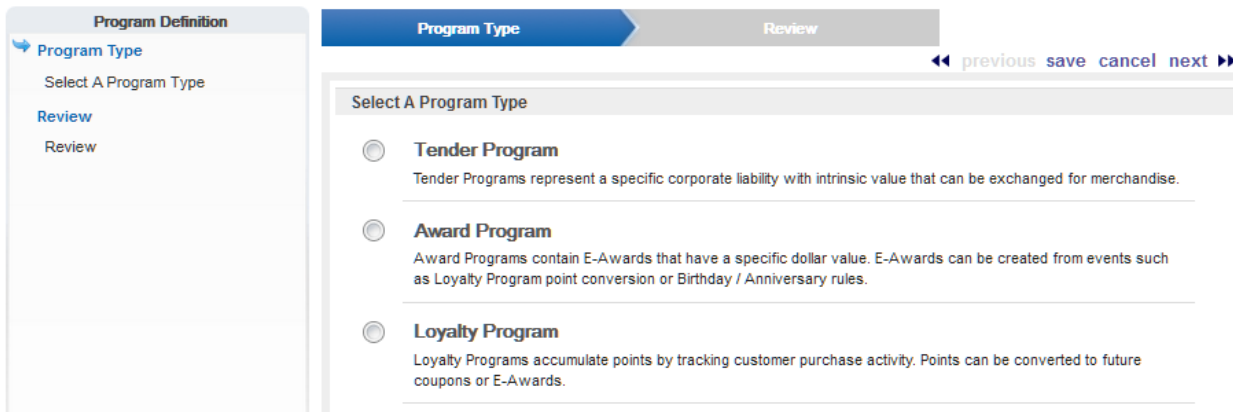 Program Definition
Program Type
Select A Program Type
Review
Review
Program Type
Review
previous save cancel next
Select A Program Type
Tender Program
Tender Programs represent a specific corporate liability with intrinsic value that can be exchanged for merchandise.
Award Program
Award Programs contain E-Awards that have a specific dollar value. E-Awards can be created from events such
as Loyalty Program point conversion or Birthday / Anniversary rules.
Loyalty Program
Loyalty Programs accumulate points by tracking customer purchase activity. Points can be converted to future
coupons or E-Awards.